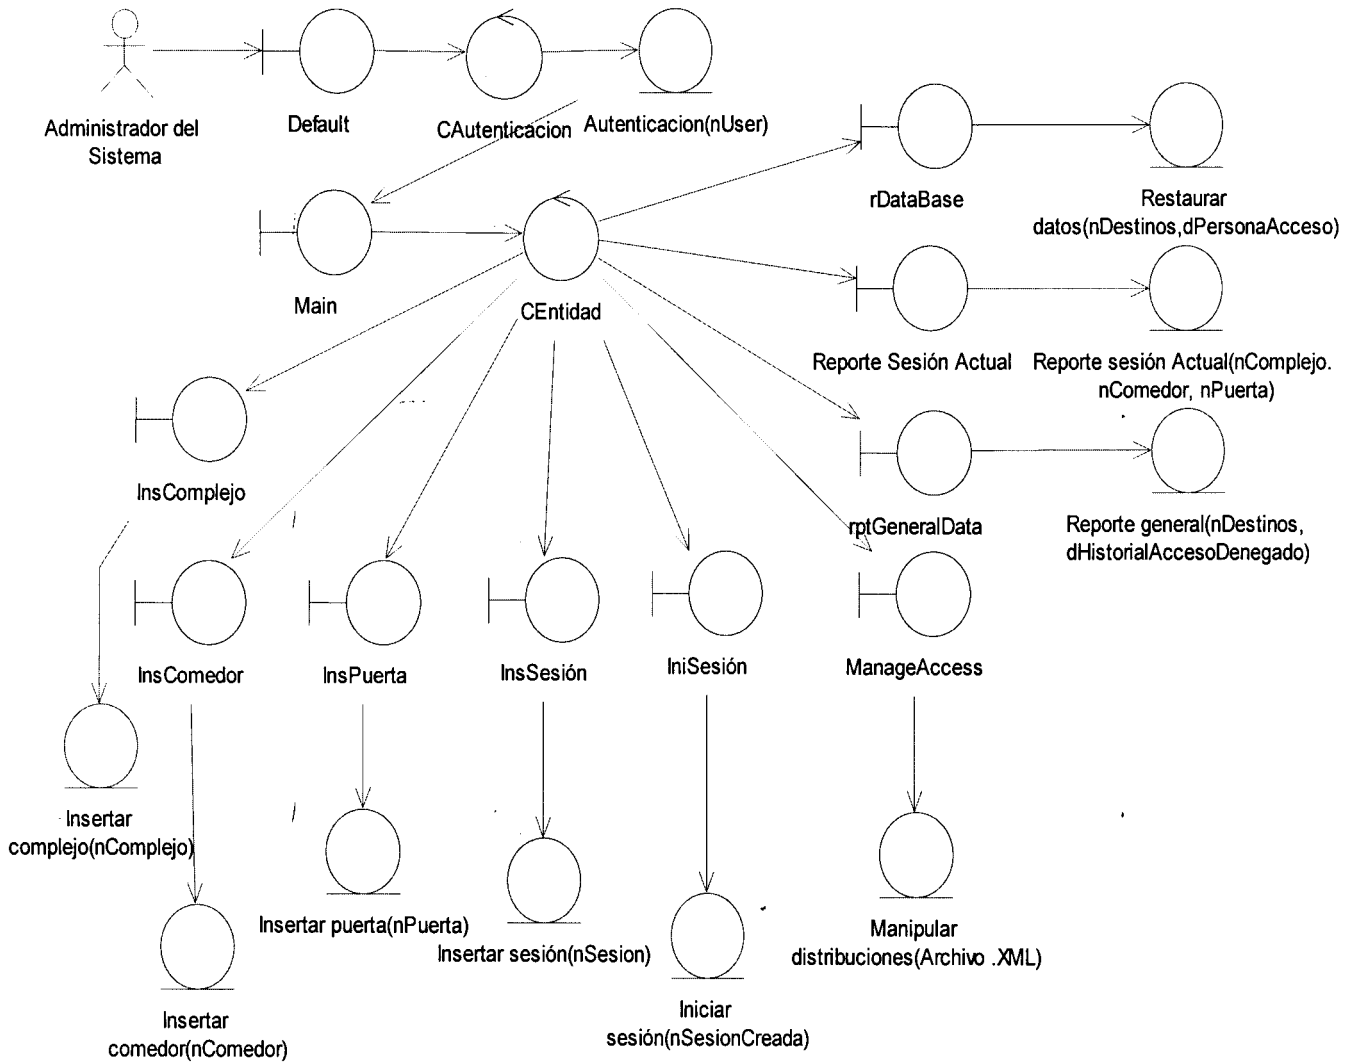 Administrador del
Sistema
Default
CAutenticacion
Autenticacion(nUser)
rDataBase
Restaurar
datos(nDestinos,dPersonaAcceso)
Main
CEntidad
Reporte Sesión Actual
Reporte sesión Actual(nComplejo.
nComedor, nPuerta)
InsComplejo
rptGeneralData
Reporte general(nDestinos,
dHistorialAccesoDenegado)
InsComedor
InsPuerta
InsSesión
IniSesión
ManageAccess
Insertar
complejo(nComplejo)
Insertar puerta(nPuerta)
Insertar sesión(nSesion)
Manipular
distribuciones(Archivo .XML)
Insertar
comedor(nComedor)
Iniciar
sesión(nSesionCreada)